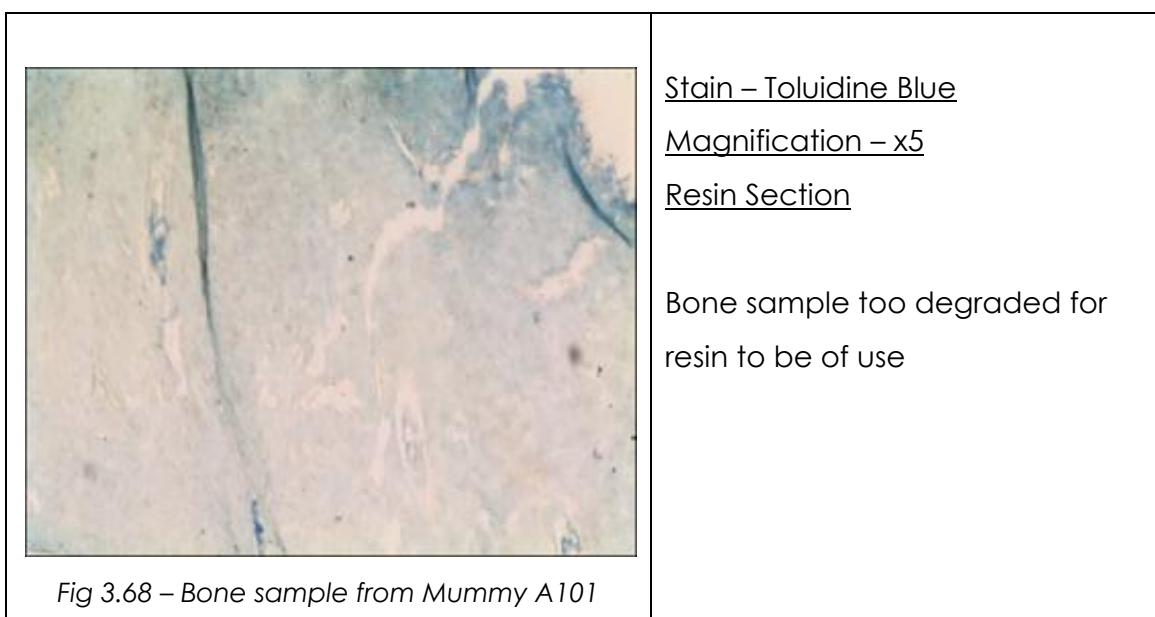 Stain – Toluidine Blue
Magnification – x5
Resin Section
Bone sample too degraded for
resin to be of use
Fig 3.68 – Bone sample from Mummy A101